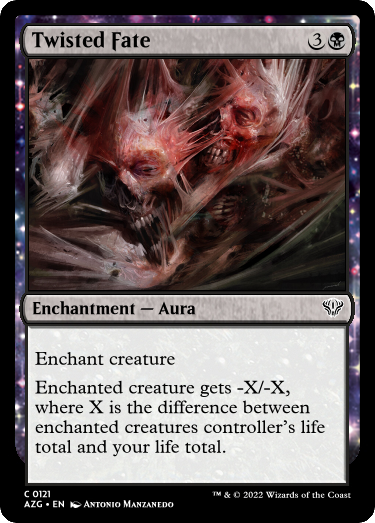 Twisted Fate 3
Enchantment — Aura
Enchant creature
Enchanted creature gets -X/-X,
where X is the difference between
enchanted creatures controller's life
total and your life total.
C 0121
AZG • EN Antonio Manzanedo
™ & © 2022 Wizards of the Coast